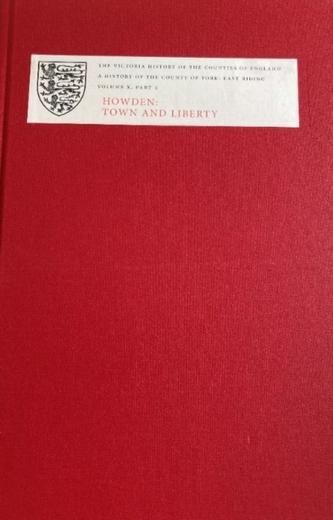 THE VICTORIA HISTORY OF THE COUNTIES OF ENGLAND
A HISTORY OF THE COUNTY OF YORK: EAST RIDING
VOLUME X, PART 1
HOWDEN:
TOWN AND LIBERTY